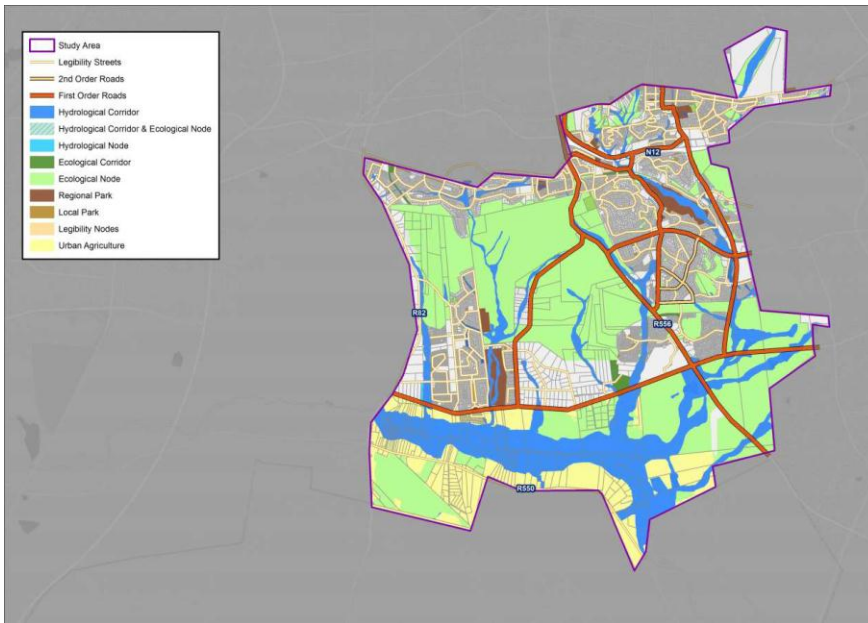 Study Area
Legibility Streets
2nd Order Roads
First Order Roads
Hydrological Corridor
Hydrological Corridor & Ecological Node
Hydrological Node
Ecological Corridor
Ecological Node
Regional Park
Local Park
Legibility Nodes
Urban Agriculture
N12
R82
R556
R550